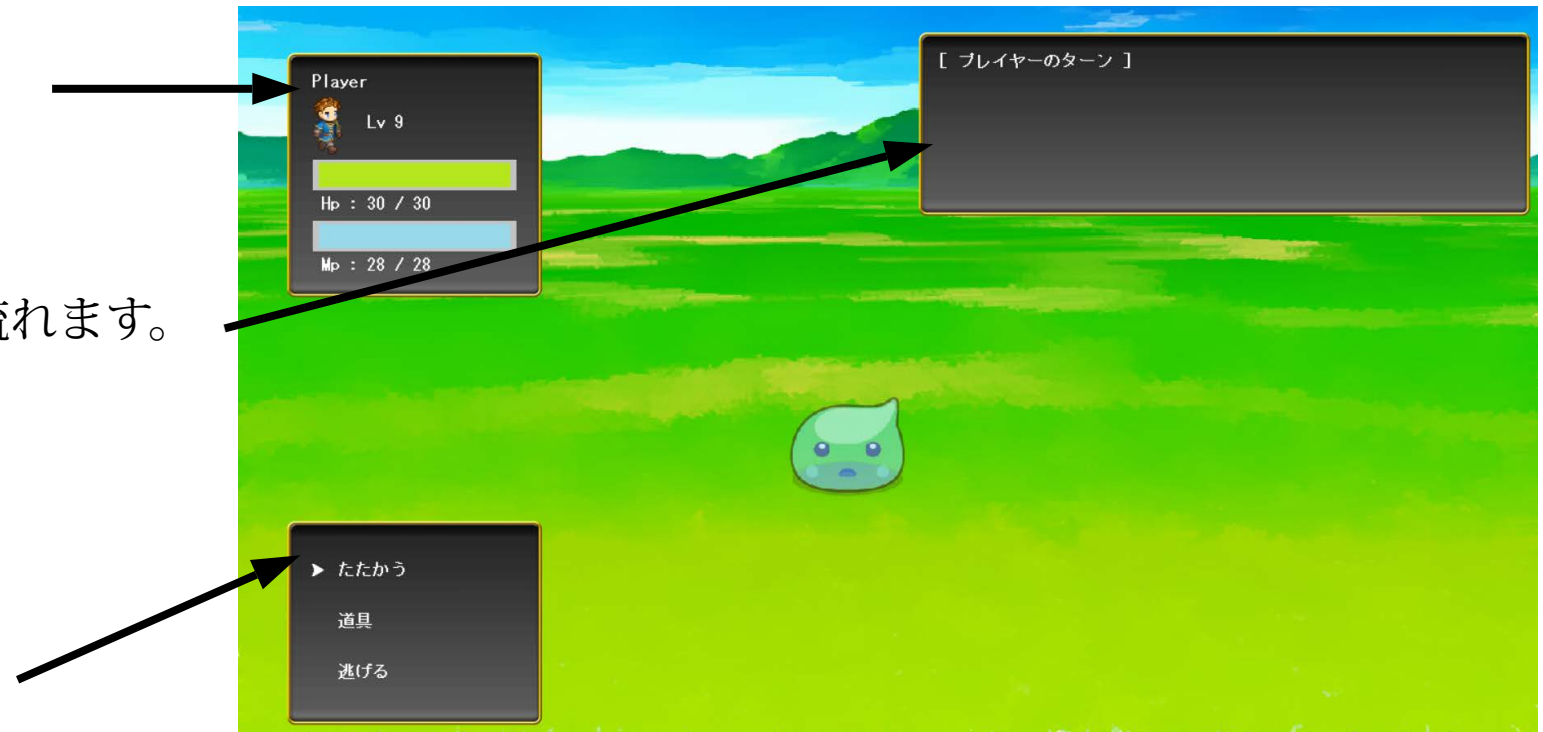 Player
Lv 9
Hp : 30 / 30
Mp : 28 / 28
[ プレイヤーのターン ]
れます。
たたかう
道具
逃げる